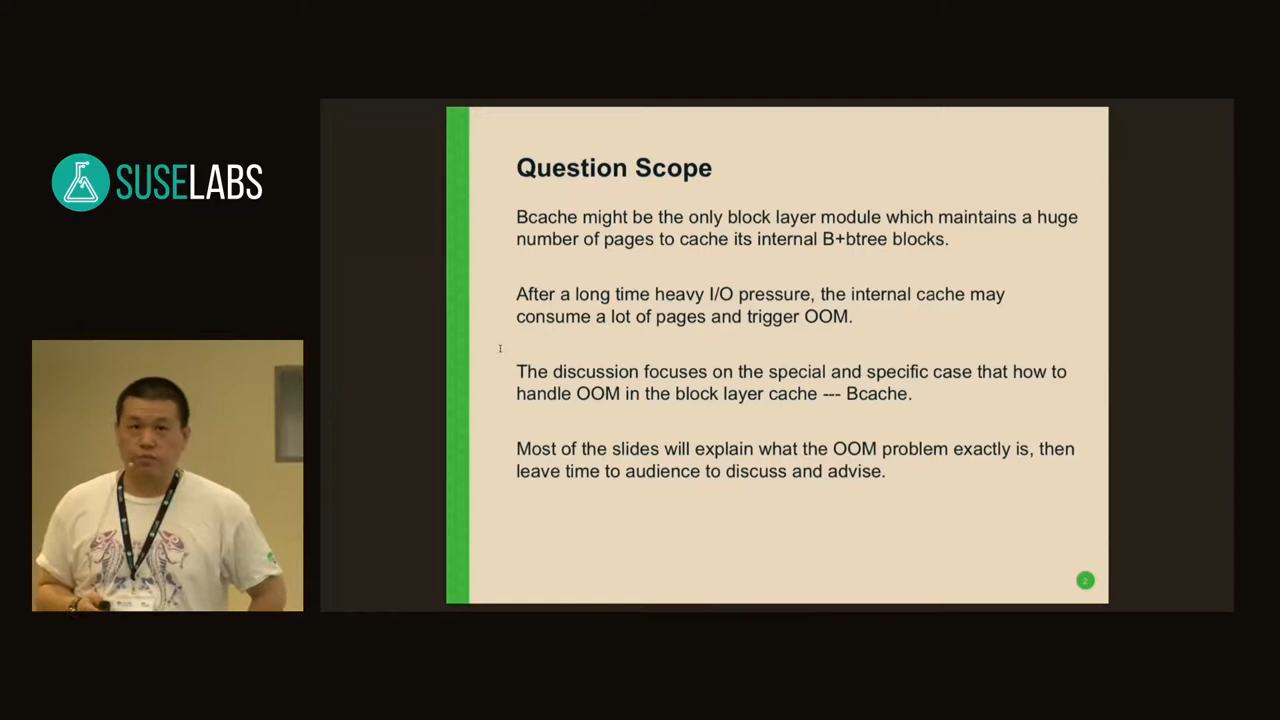 SUSELABS
Question Scope
Bcache might be the only block layer module which maintains a huge
number of pages to cache its internal B+btree blocks.
After a long time heavy I/O pressure, the internal cache may
consume a lot of pages and trigger OOM.
The discussion focuses on the special and specific case that how to
handle OOM in the block layer cache --- Bcache.
Most of the slides will explain what the OOM problem exactly is, then
leave time to audience to discuss and advise.
2